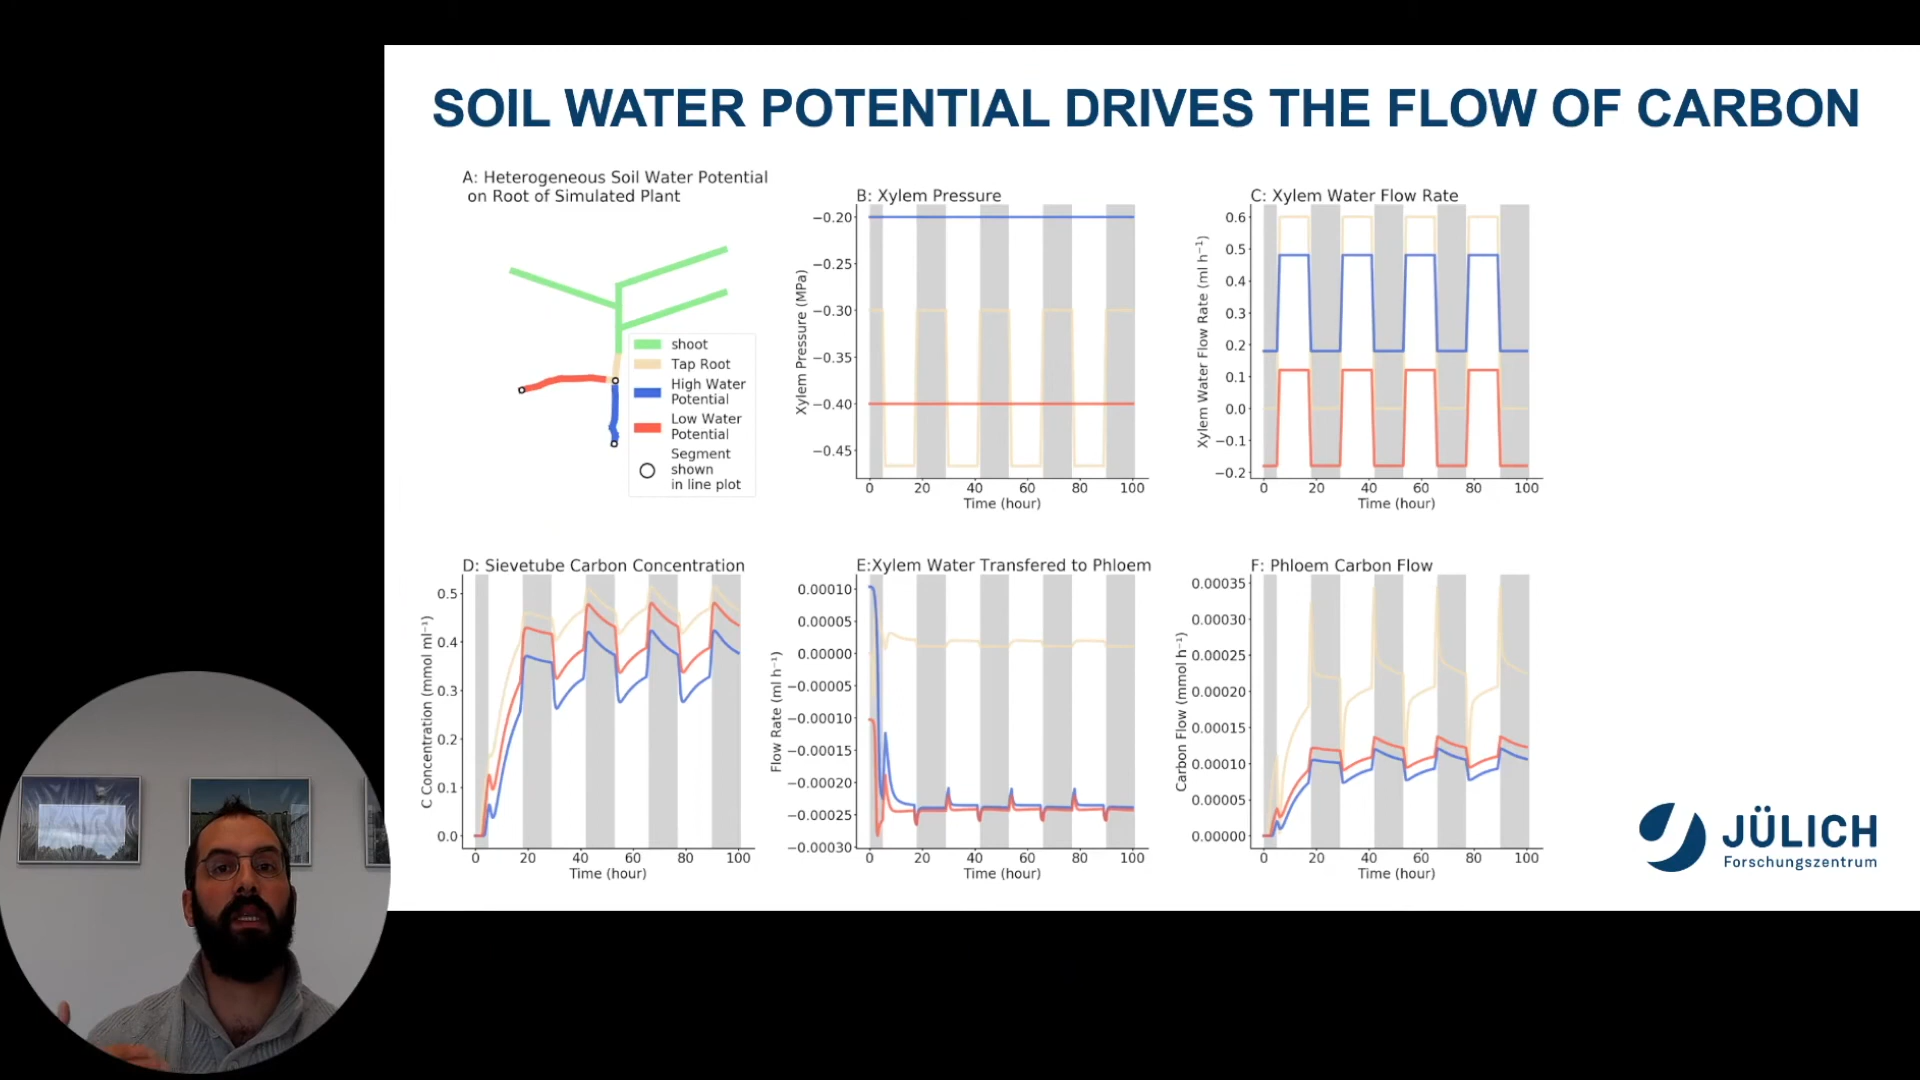 SOIL WATER POTENTIAL DRIVES THE FLOW OF CARBON
A: Heterogeneous Soil Water Potential
on Root of Simulated Plant
shoot
Tap Root
High Water
Potential
Low Water
Potential
Segment
shown
in line plot
B: Xylem Pressure
Xylem Pressure (MPa)
−0.20
−0.25
−0.30
−0.35
−0.40
−0.45
0 20 40 60 80 100
Time (hour)
C: Xylem Water Flow Rate
Xylem Water Flow Rate (ml h⁻¹)
0.6
0.5
0.4
0.3
0.2
0.1
0.0
−0.1
−0.2
0 20 40 60 80 100
Time (hour)
D: Sievetube Carbon Concentration
C Concentration (mmol ml⁻¹)
0.5
0.4
0.3
0.2
0.1
0.0
0 20 40 60 80 100
Time (hour)
E:Xylem Water Transfered to Phloem
Flow Rate (ml h⁻¹)
0.00010
0.00005
0.00000
−0.00005
−0.00010
−0.00015
−0.00020
−0.00025
−0.00030
0 20 40 60 80 100
Time (hour)
F: Phloem Carbon Flow
Carbon Flow (mmol h⁻¹)
0.00035
0.00030
0.00025
0.00020
0.00015
0.00010
0.00005
0.00000
0 20 40 60 80 100
Time (hour)
JÜLICH
Forschungszentrum